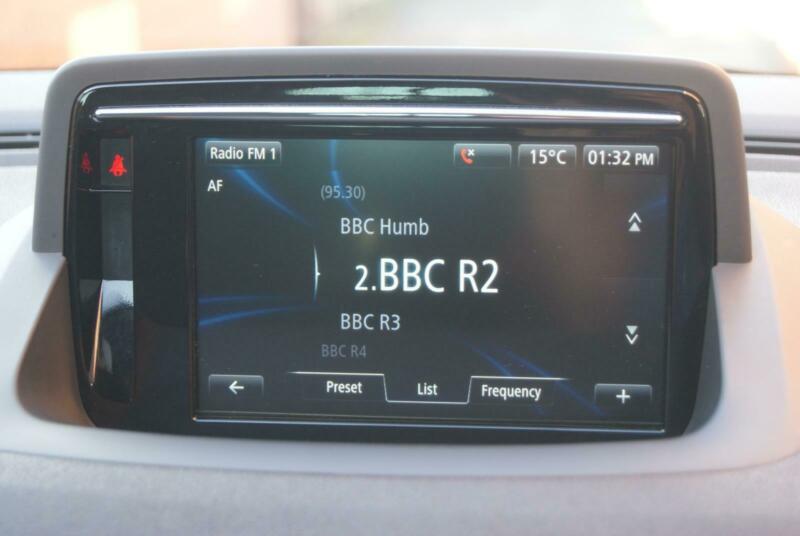 Radio FM 1
15°C
01:32 PM
AF
(95.30)
BBC Humb
2.BBC R2
BBC R3
BBC R4
Preset
List
Frequency